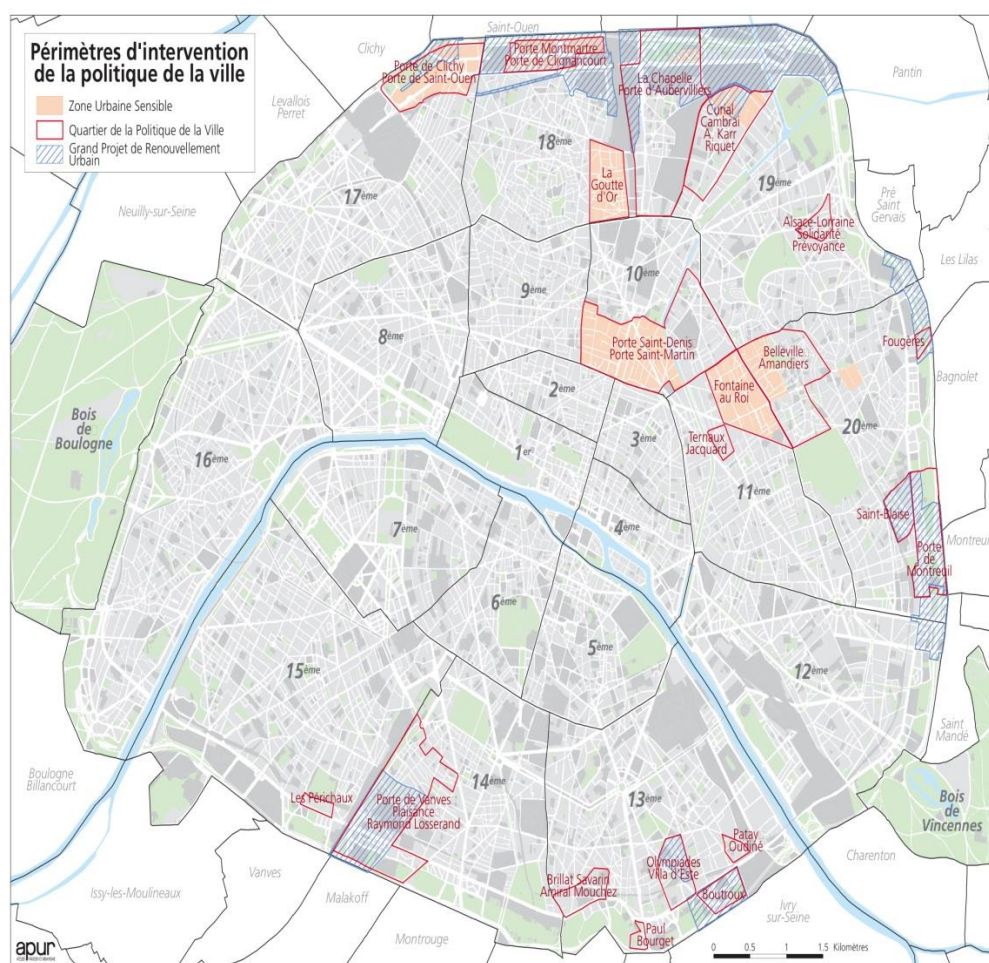 Périmètres d'intervention
de la politique de la ville
Zone Urbaine Sensible
Quartier de la Politique de la Ville
Grand Projet de Renouvellement
Urbain
Saint-Ouen
Clichy
Porte de Clichy
Porte de Saint-Ouen
Porte Montmartre
Porte de Clignancourt
La Chapelle
Porte d'Aubervilliers
Pantin
Levallois
Perret
Curial
Cambrai
A. Karr
Riquet
18ème
La
Goutte
d'Or
17ème
19ème
Pré
Saint
Gervais
Neuilly-sur-Seine
Alsace-Lorraine
Solidarité
Prévoyance
Les Lilas
10ème
9ème
8ème
Porte Saint-Denis
Porte Saint-Martin
Belleville
Amandiers
Fougères
Bagnolet
2ème
Fontaine
au Roi
Bois
de
Boulogne
3ème
20ème
Ternaux
Jacquard
1er
16ème
11ème
Saint-Blaise
7ème
4ème
Montreuil
Porte
de
Montreuil
6ème
5ème
12ème
15ème
Saint
Mandé
14ème
Boulogne
Billancourt
Les Périchaux
Porte de Vanves
Plaisance
Raymond Losserand
13ème
Bois
de
Vincennes
Patay
Oudiné
Charenton
Vanves
Issy-les-Moulineaux
Malakoff
Brillat Savarin
Amiral Mouchez
Olympiades
Villa d'Este
Boutroux
Ivry
sur-Seine
Paul
Bourget
Montrouge
apur
0 0.5 1 1.5 Kilomètres